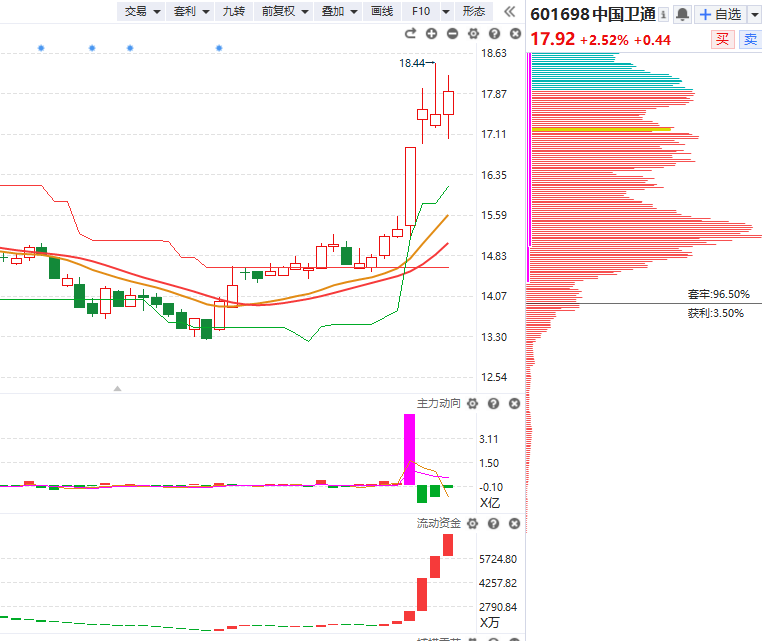 交易 套利 九转 前复权 叠加 画线 F10 形态
601698 中国卫通 自选
17.92 +2.52% +0.44 买 卖
18.63
18.44
17.87
17.11
16.35
15.59
14.83
14.07
13.30
12.54
套牢:96.50%
获利:3.50%
主力动向
3.11
1.50
-0.10
X亿
流动资金
5724.80
4257.82
2790.84
X万